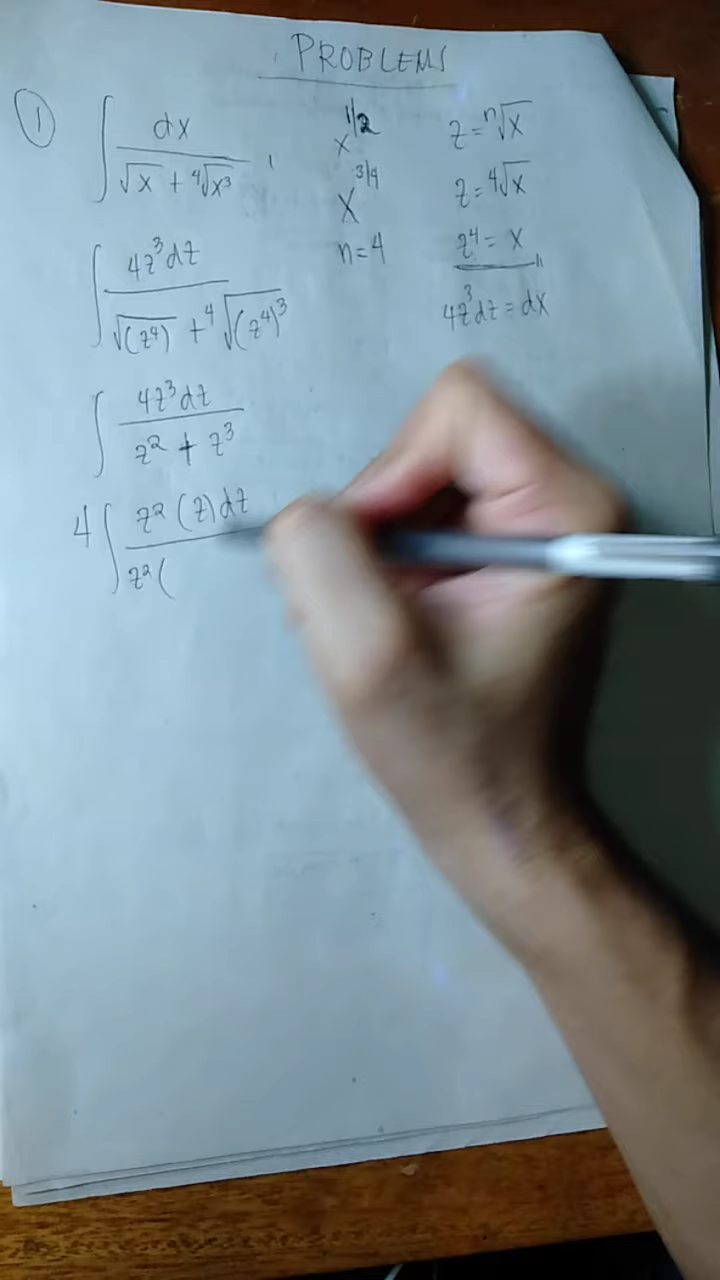 PROBLEMS
① ∫ dx / (√x + ⁴√x³) ,
x^1/2
x^3/4
n=4
z = ⁿ√x
z = ⁴√x
z⁴ = x
4z³dz = dx
∫ 4z³dz / (√(z⁴) + ⁴√(z⁴)³)
∫ 4z³dz / (z² + z³)
4 ∫ z² (z) dz / z² (